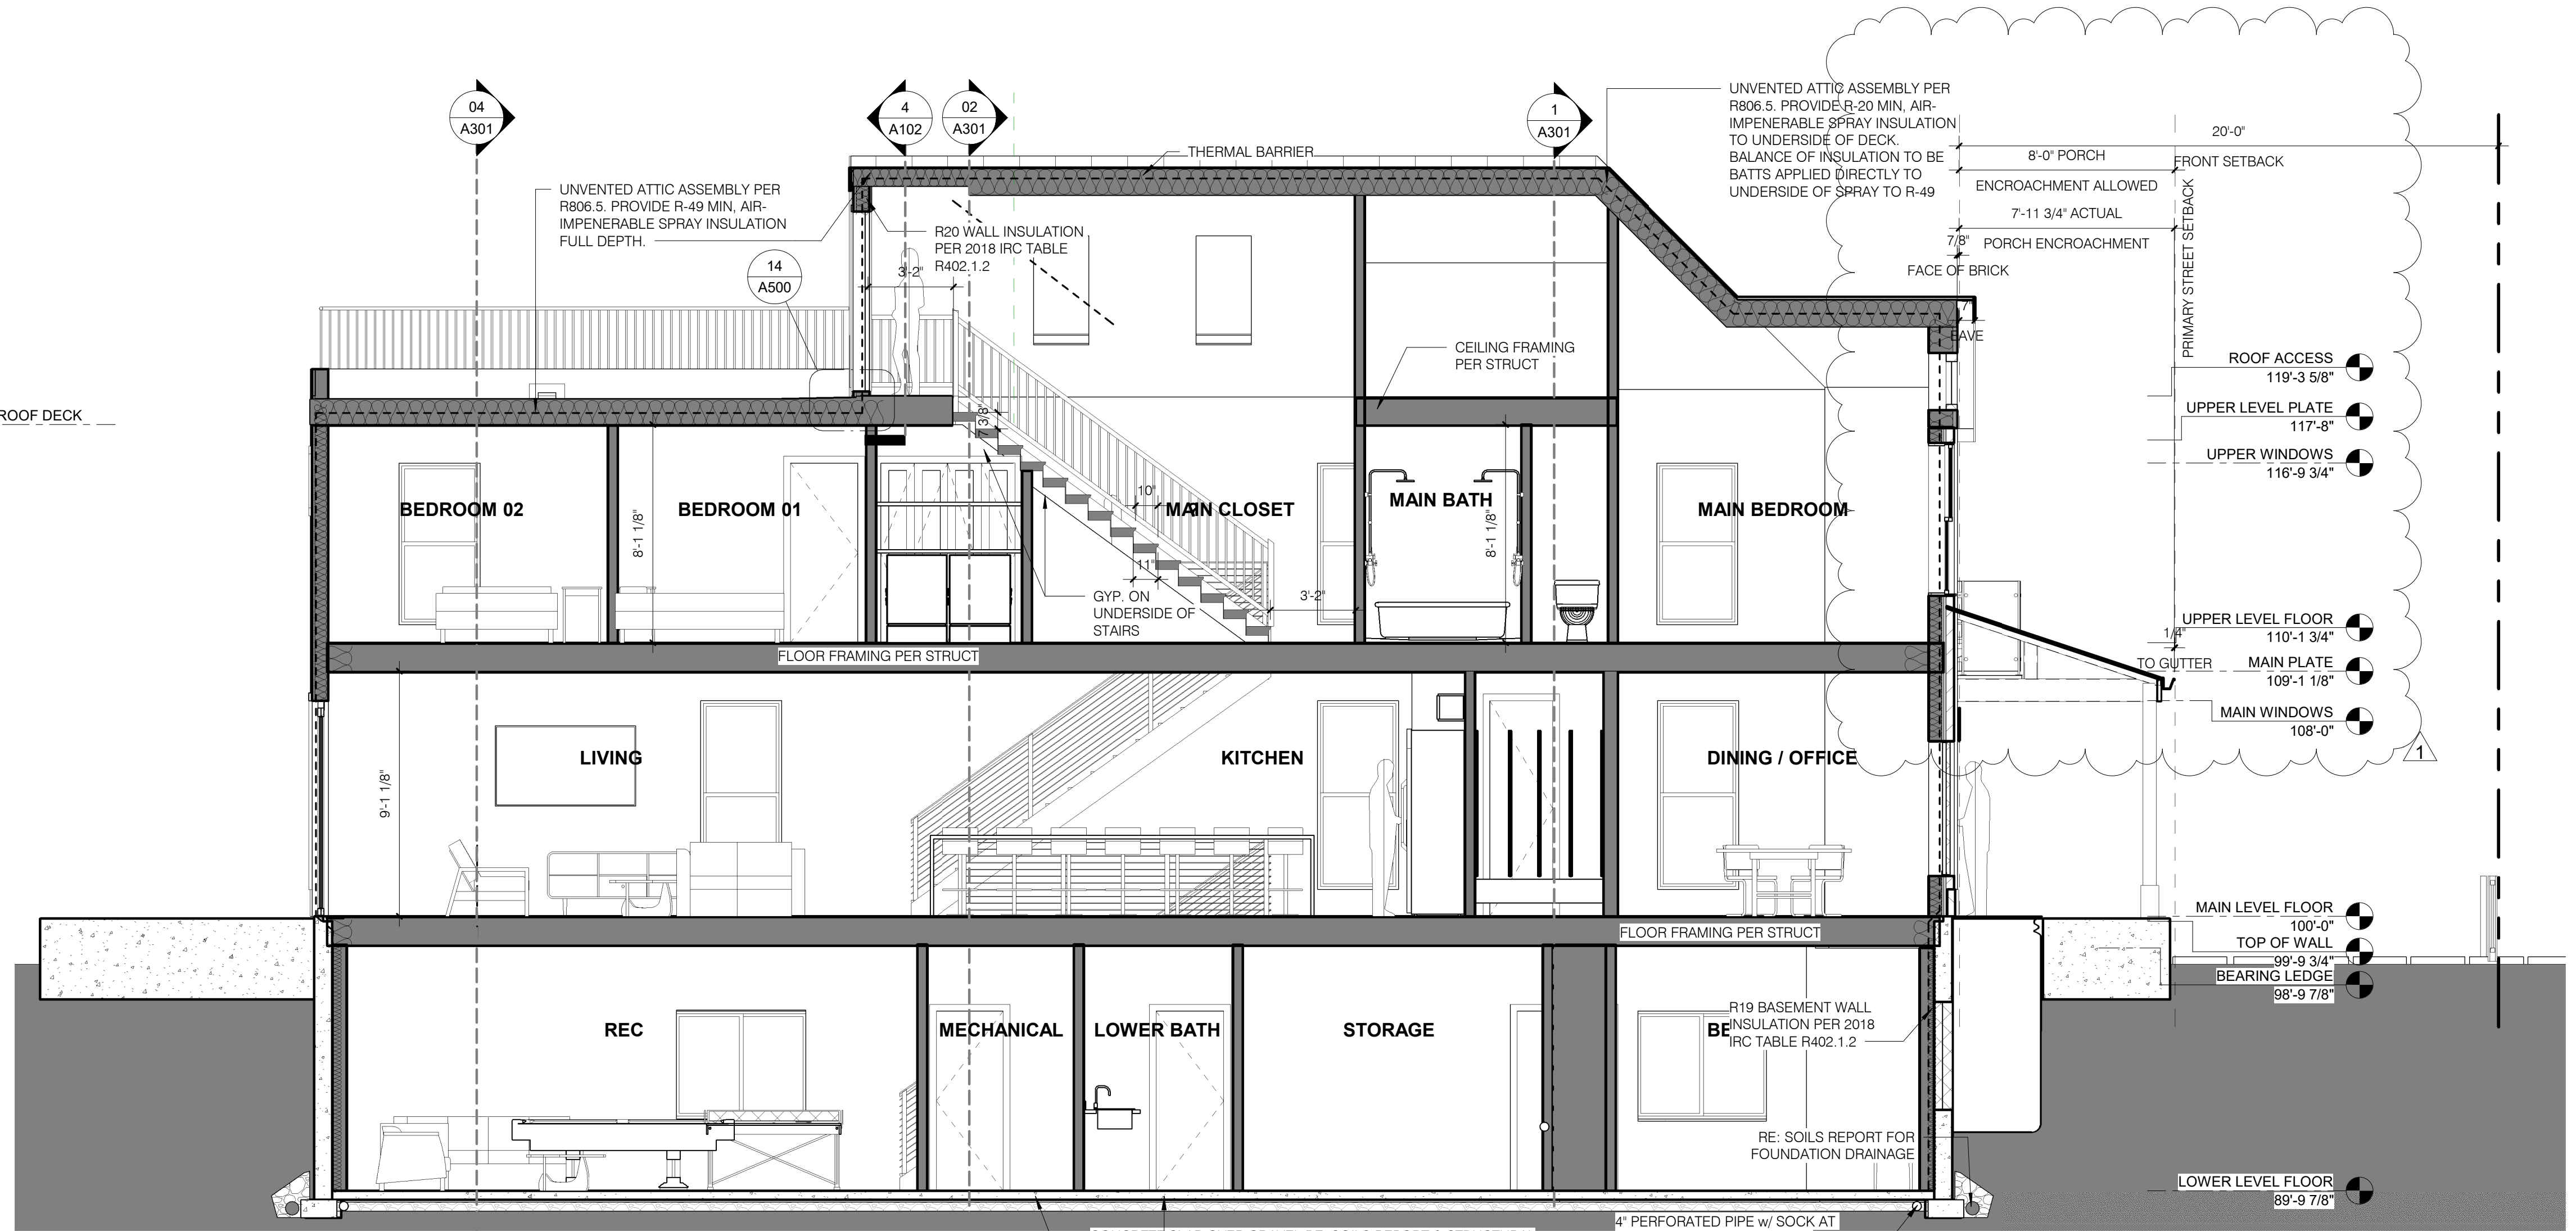 04
A301
4
A102
02
A301
1
A301
UNVENTED ATTIC ASSEMBLY PER
R806.5. PROVIDE R-20 MIN, AIR-
IMPENERABLE SPRAY INSULATION
TO UNDERSIDE OF DECK.
BALANCE OF INSULATION TO BE
BATTS APPLIED DIRECTLY TO
UNDERSIDE OF SPRAY TO R-49
20'-0"
FRONT SETBACK
8'-0" PORCH
ENCROACHMENT ALLOWED
7'-11 3/4" ACTUAL
PORCH ENCROACHMENT
7/8"
FACE OF BRICK
PRIMARY STREET SETBACK
THERMAL BARRIER
UNVENTED ATTIC ASSEMBLY PER
R806.5. PROVIDE R-49 MIN, AIR-
IMPENERABLE SPRAY INSULATION
FULL DEPTH.
R20 WALL INSULATION
PER 2018 IRC TABLE
R402.1.2
3'-2"
14
A500
7"
EAVE
CEILING FRAMING
PER STRUCT
ROOF ACCESS
119'-3 5/8"
ROOF DECK
UPPER LEVEL PLATE
117'-8"
7 3/8"
UPPER WINDOWS
116'-9 3/4"
BEDROOM 02
BEDROOM 01
8'-1 1/8"
10"
MAIN CLOSET
MAIN BATH
8'-1 1/8"
MAIN BEDROOM
11"
GYP. ON
UNDERSIDE OF
STAIRS
3'-2"
UPPER LEVEL FLOOR
110'-1 3/4"
1/4"
TO GUTTER
FLOOR FRAMING PER STRUCT
MAIN PLATE
109'-1 1/8"
MAIN WINDOWS
108'-0"
1
LIVING
KITCHEN
DINING / OFFICE
9'-1 1/8"
MAIN LEVEL FLOOR
100'-0"
FLOOR FRAMING PER STRUCT
TOP OF WALL
99'-9 3/4"
BEARING LEDGE
98'-9 7/8"
REC
MECHANICAL
LOWER BATH
STORAGE
BE
R19 BASEMENT WALL
INSULATION PER 2018
IRC TABLE R402.1.2
RE: SOILS REPORT FOR
FOUNDATION DRAINAGE
LOWER LEVEL FLOOR
89'-9 7/8"
4" PERFORATED PIPE w/ SOCK AT